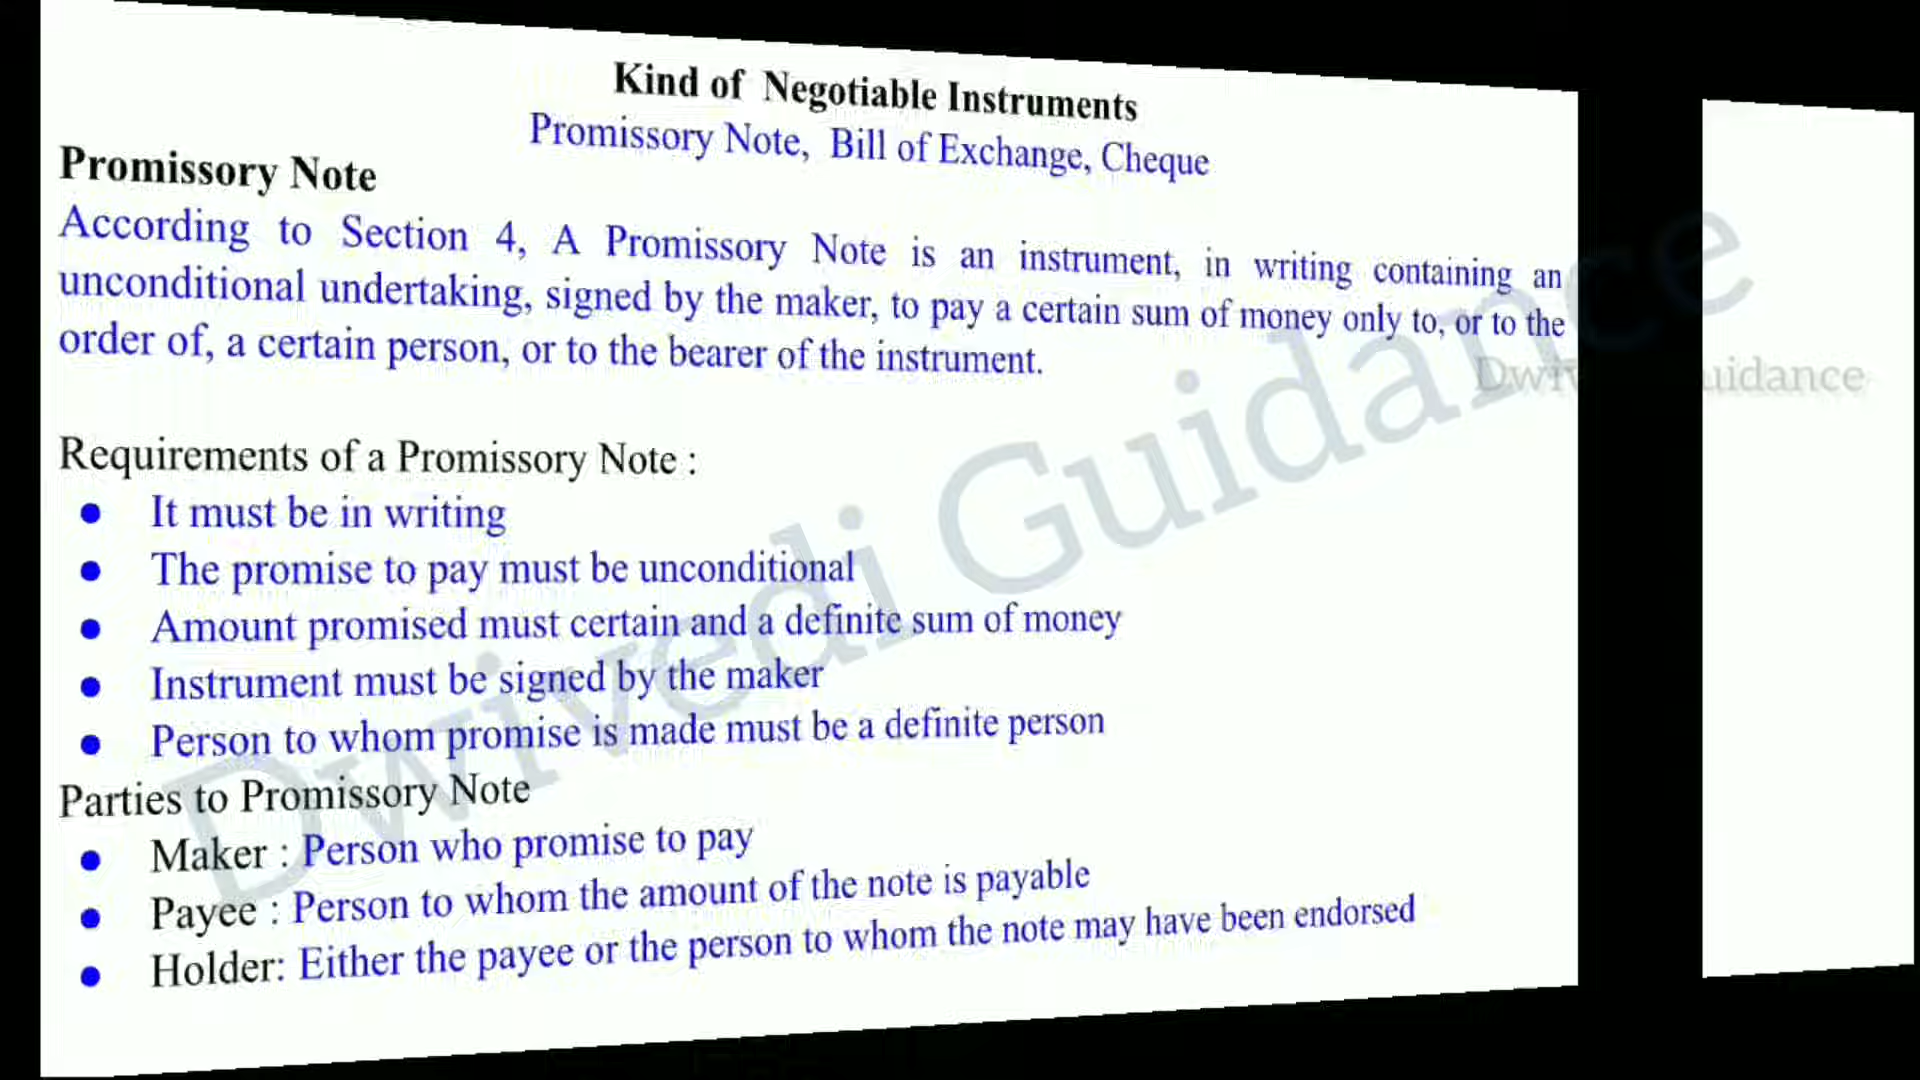 Kind of Negotiable Instruments
Promissory Note, Bill of Exchange, Cheque
Promissory Note
According to Section 4, A Promissory Note is an instrument, in writing containing an
unconditional undertaking, signed by the maker, to pay a certain sum of money only to, or to the
order of, a certain person, or to the bearer of the instrument.
Requirements of a Promissory Note :
It must be in writing
The promise to pay must be unconditional
Amount promised must certain and a definite sum of money
Instrument must be signed by the maker
Person to whom promise is made must be a definite person
Parties to Promissory Note
Maker : Person who promise to pay
Payee : Person to whom the amount of the note is payable
Holder: Either the payee or the person to whom the note may have been endorsed
Dwivedi Guidance